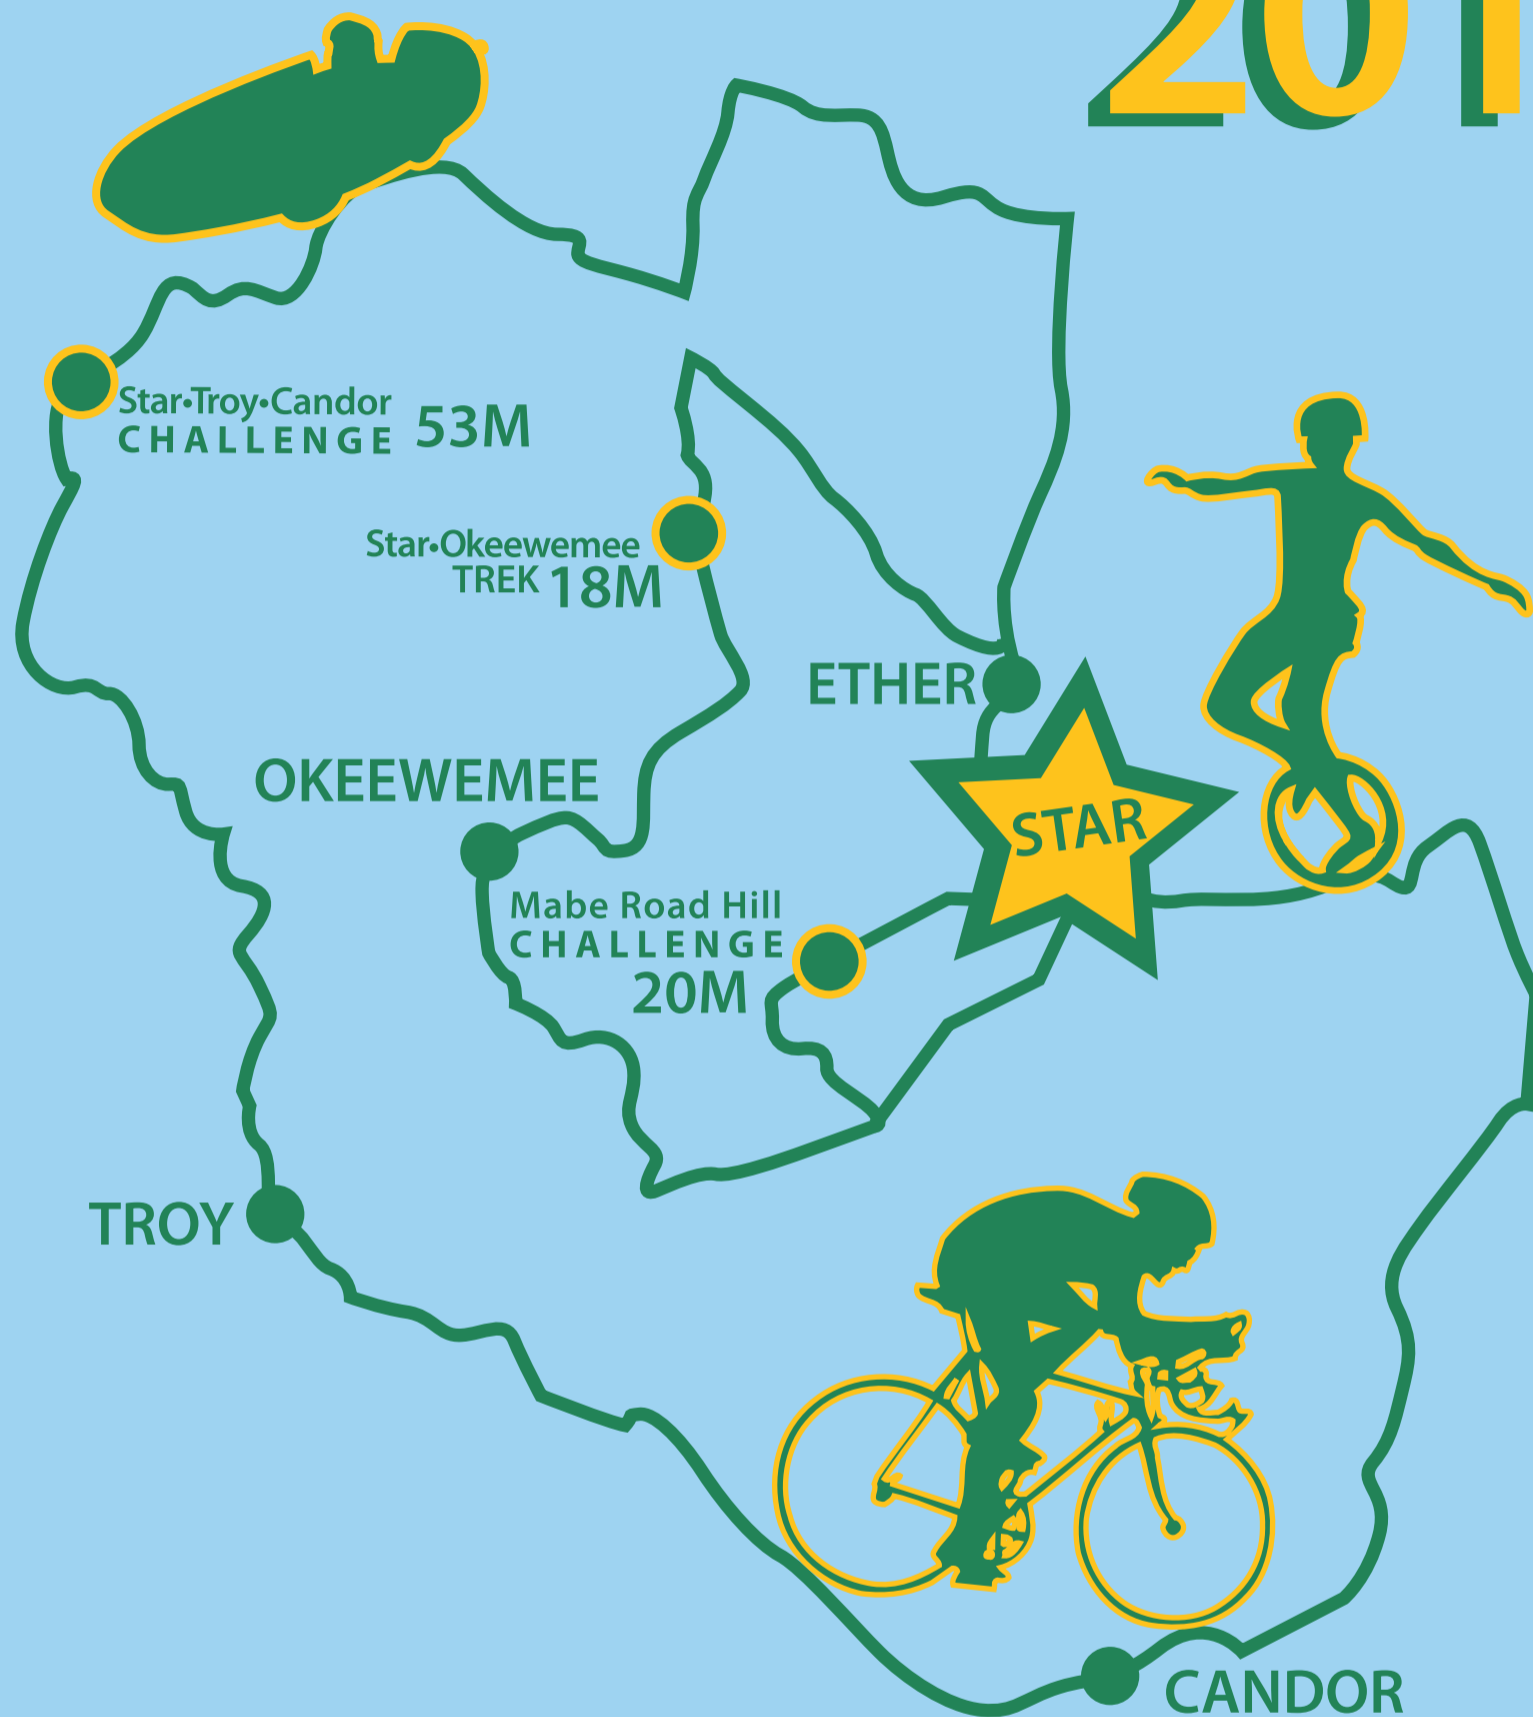 201
Star•Troy•Candor
CHALLENGE 53M
Star•Okeewemee
TREK 18M
ETHER
OKEEWEMEE
STAR
Mabe Road Hill
CHALLENGE
20M
TROY
CANDOR